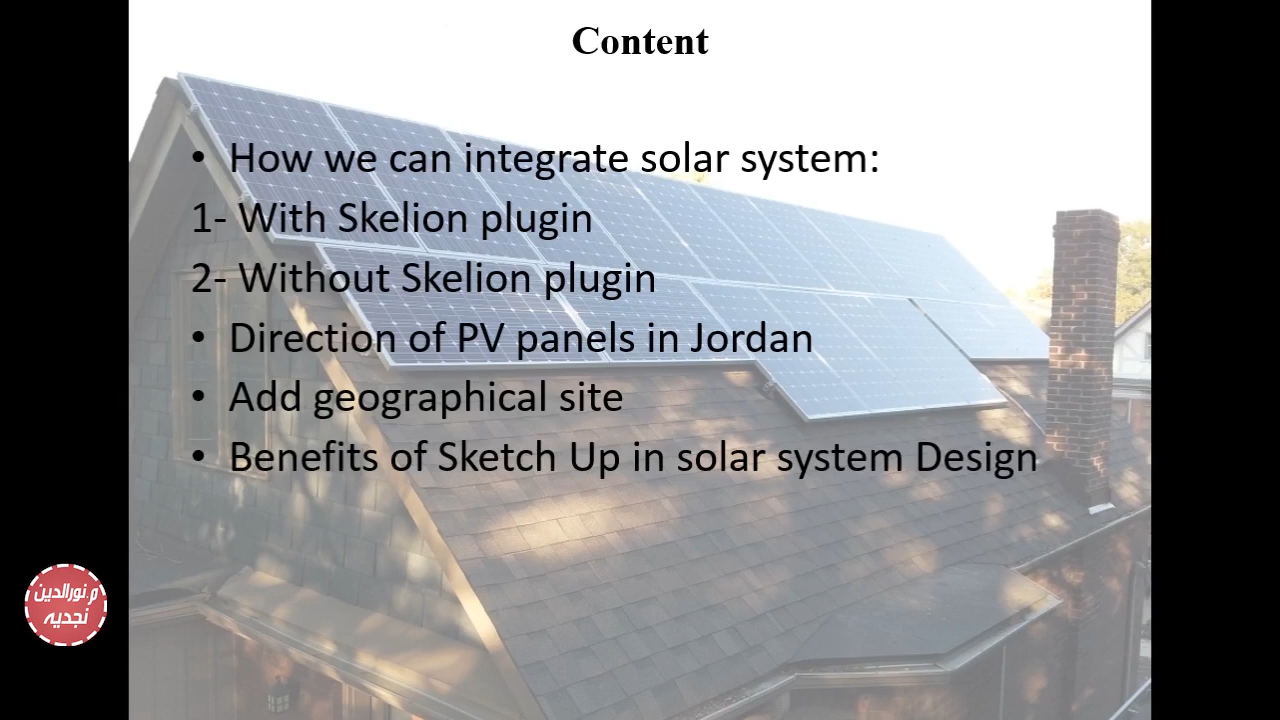 Content
• How we can integrate solar system:
1- With Skelion plugin
2- Without Skelion plugin
• Direction of PV panels in Jordan
• Add geographical site
• Benefits of Sketch Up in solar system Design
م.نورالدين
نجديه